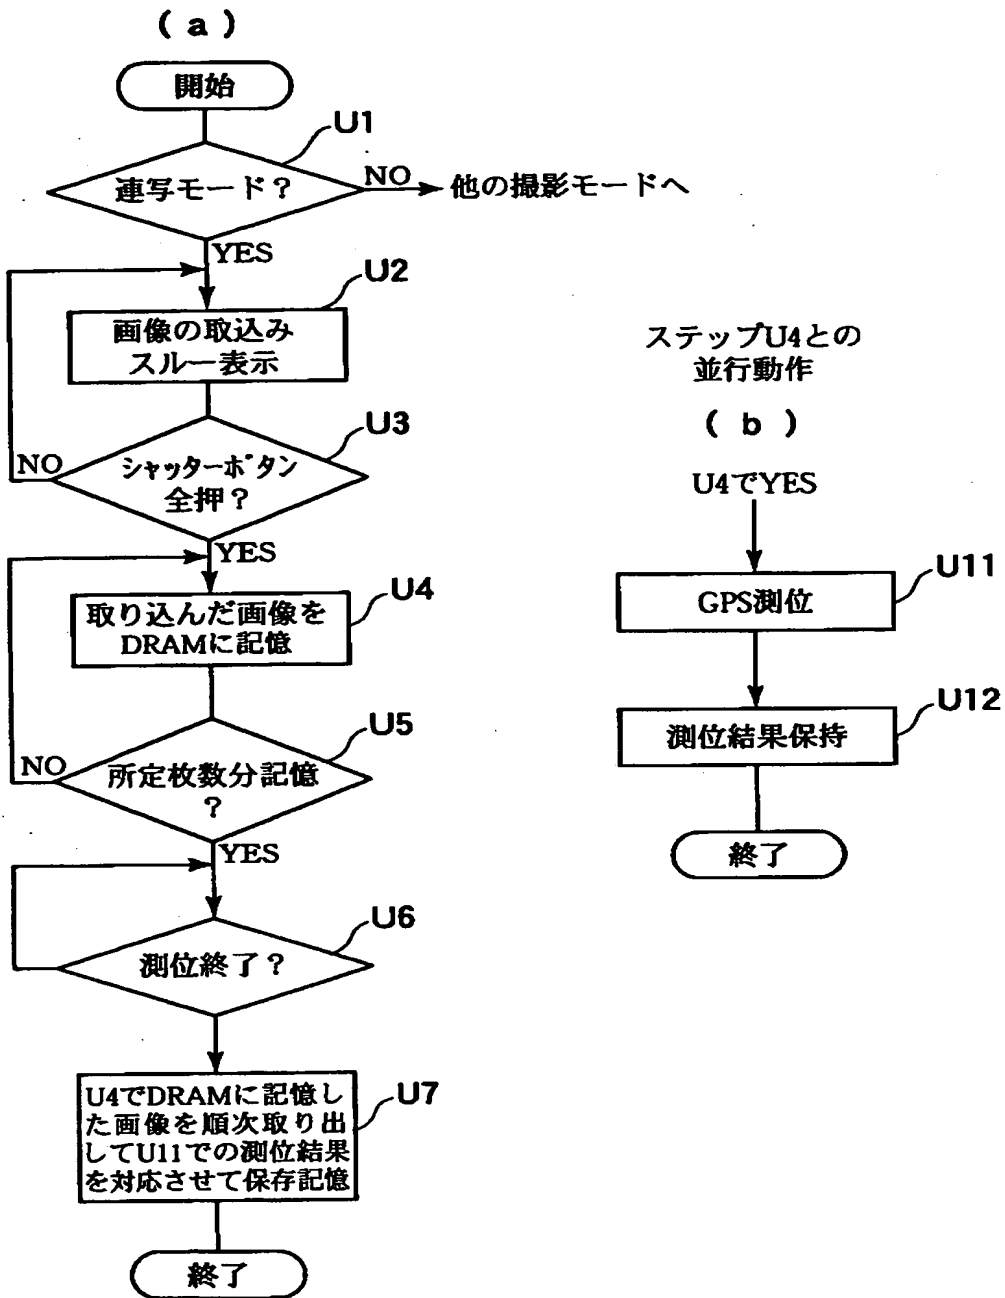 (a)
開始
U1
連写モード?
NO
他の撮影モードへ
YES
U2
画像の取込み
スルー表示
U3
シャッターボタン
全押?
NO
YES
U4
取り込んだ画像を
DRAMに記憶
U5
所定枚数分記憶
?
NO
YES
U6
測位終了?
U7
U4でDRAMに記憶し
た画像を順次取り出
してU11での測位結果
を対応させて保存記憶
終了
ステップU4との
並行動作
(b)
U4でYES
U11
GPS測位
U12
測位結果保持
終了